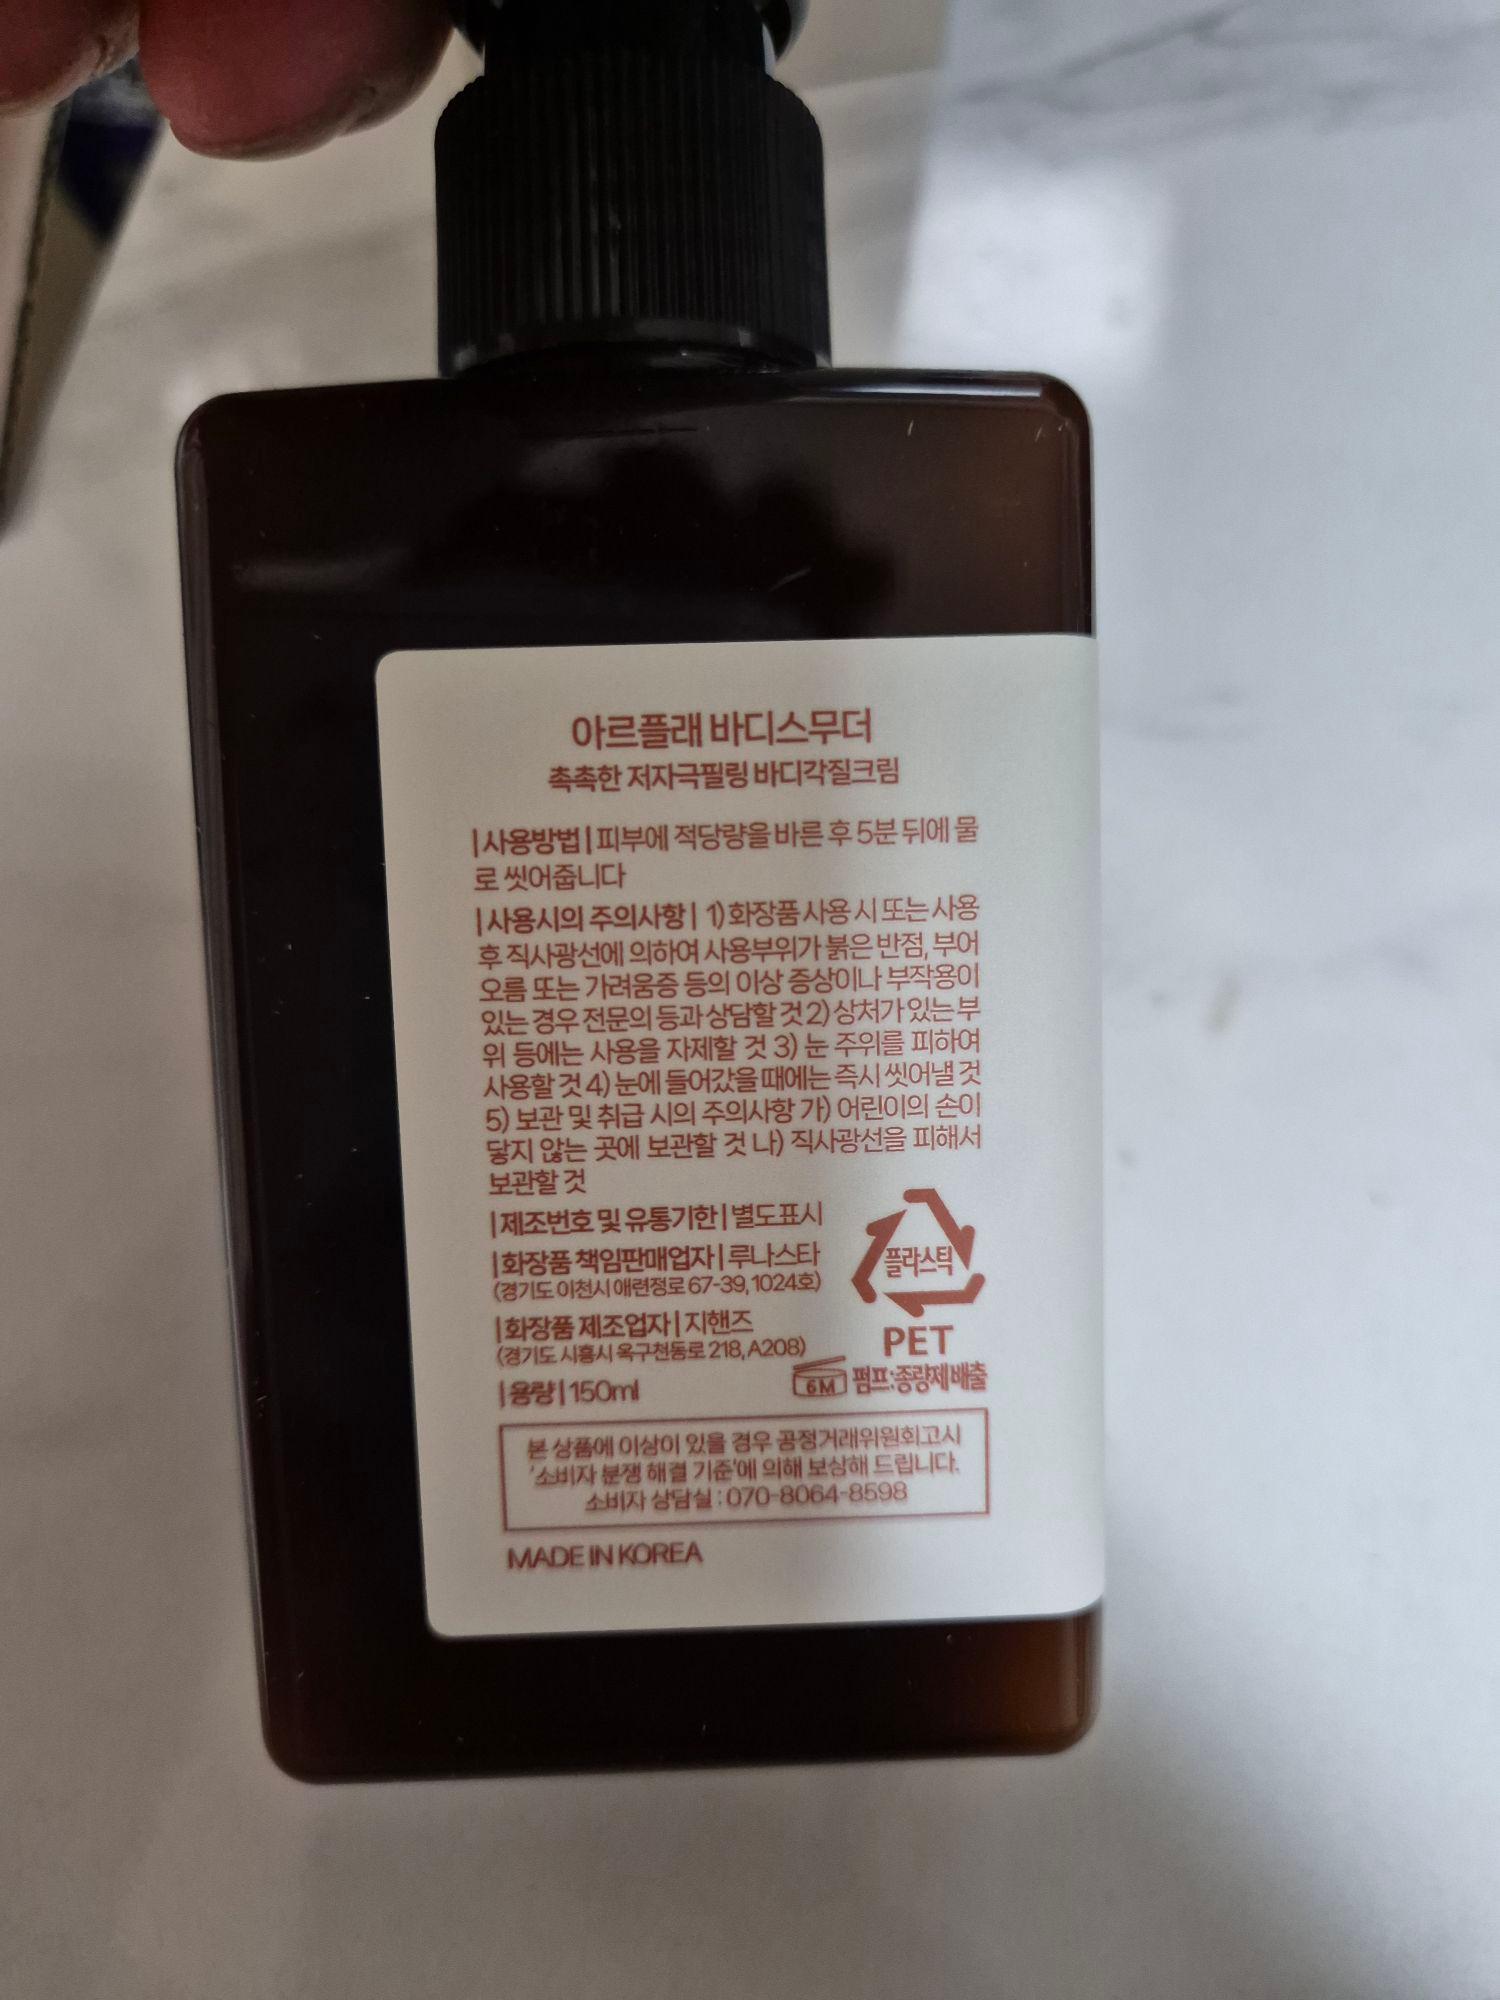 아르플래 바디스무더
촉촉한 저자극필링 바디각질크림
|사용방법| 피부에 적당량을 바른 후 5분 뒤에 물
로 씻어줍니다
|사용시의 주의사항| 1) 화장품 사용 시 또는 사용
후 직사광선에 의하여 사용부위가 붉은 반점, 부어
오름 또는 가려움증 등의 이상 증상이나 부작용이
있는 경우 전문의 등과 상담할 것 2) 상처가 있는 부
위 등에는 사용을 자제할 것 3) 눈 주위를 피하여
사용할 것 4) 눈에 들어갔을 때에는 즉시 씻어낼 것
5) 보관 및 취급 시의 주의사항 가) 어린이의 손이
닿지 않는 곳에 보관할 것 나) 직사광선을 피해서
보관할 것
|제조번호 및 유통기한| 별도표시
|화장품 책임판매업자| 루나스타
(경기도 이천시 애련정로 67-39, 1024호)
|화장품 제조업자| 지핸즈
(경기도 시흥시 옥구천동로 218, A208)
|용량| 150ml
플라스틱
PET
6M 펌프:종량제배출
본 상품에 이상이 있을 경우 공정거래위원회고시
'소비자 분쟁 해결 기준'에 의해 보상해 드립니다.
소비자 상담실 : 070-8064-8598
MADE IN KOREA